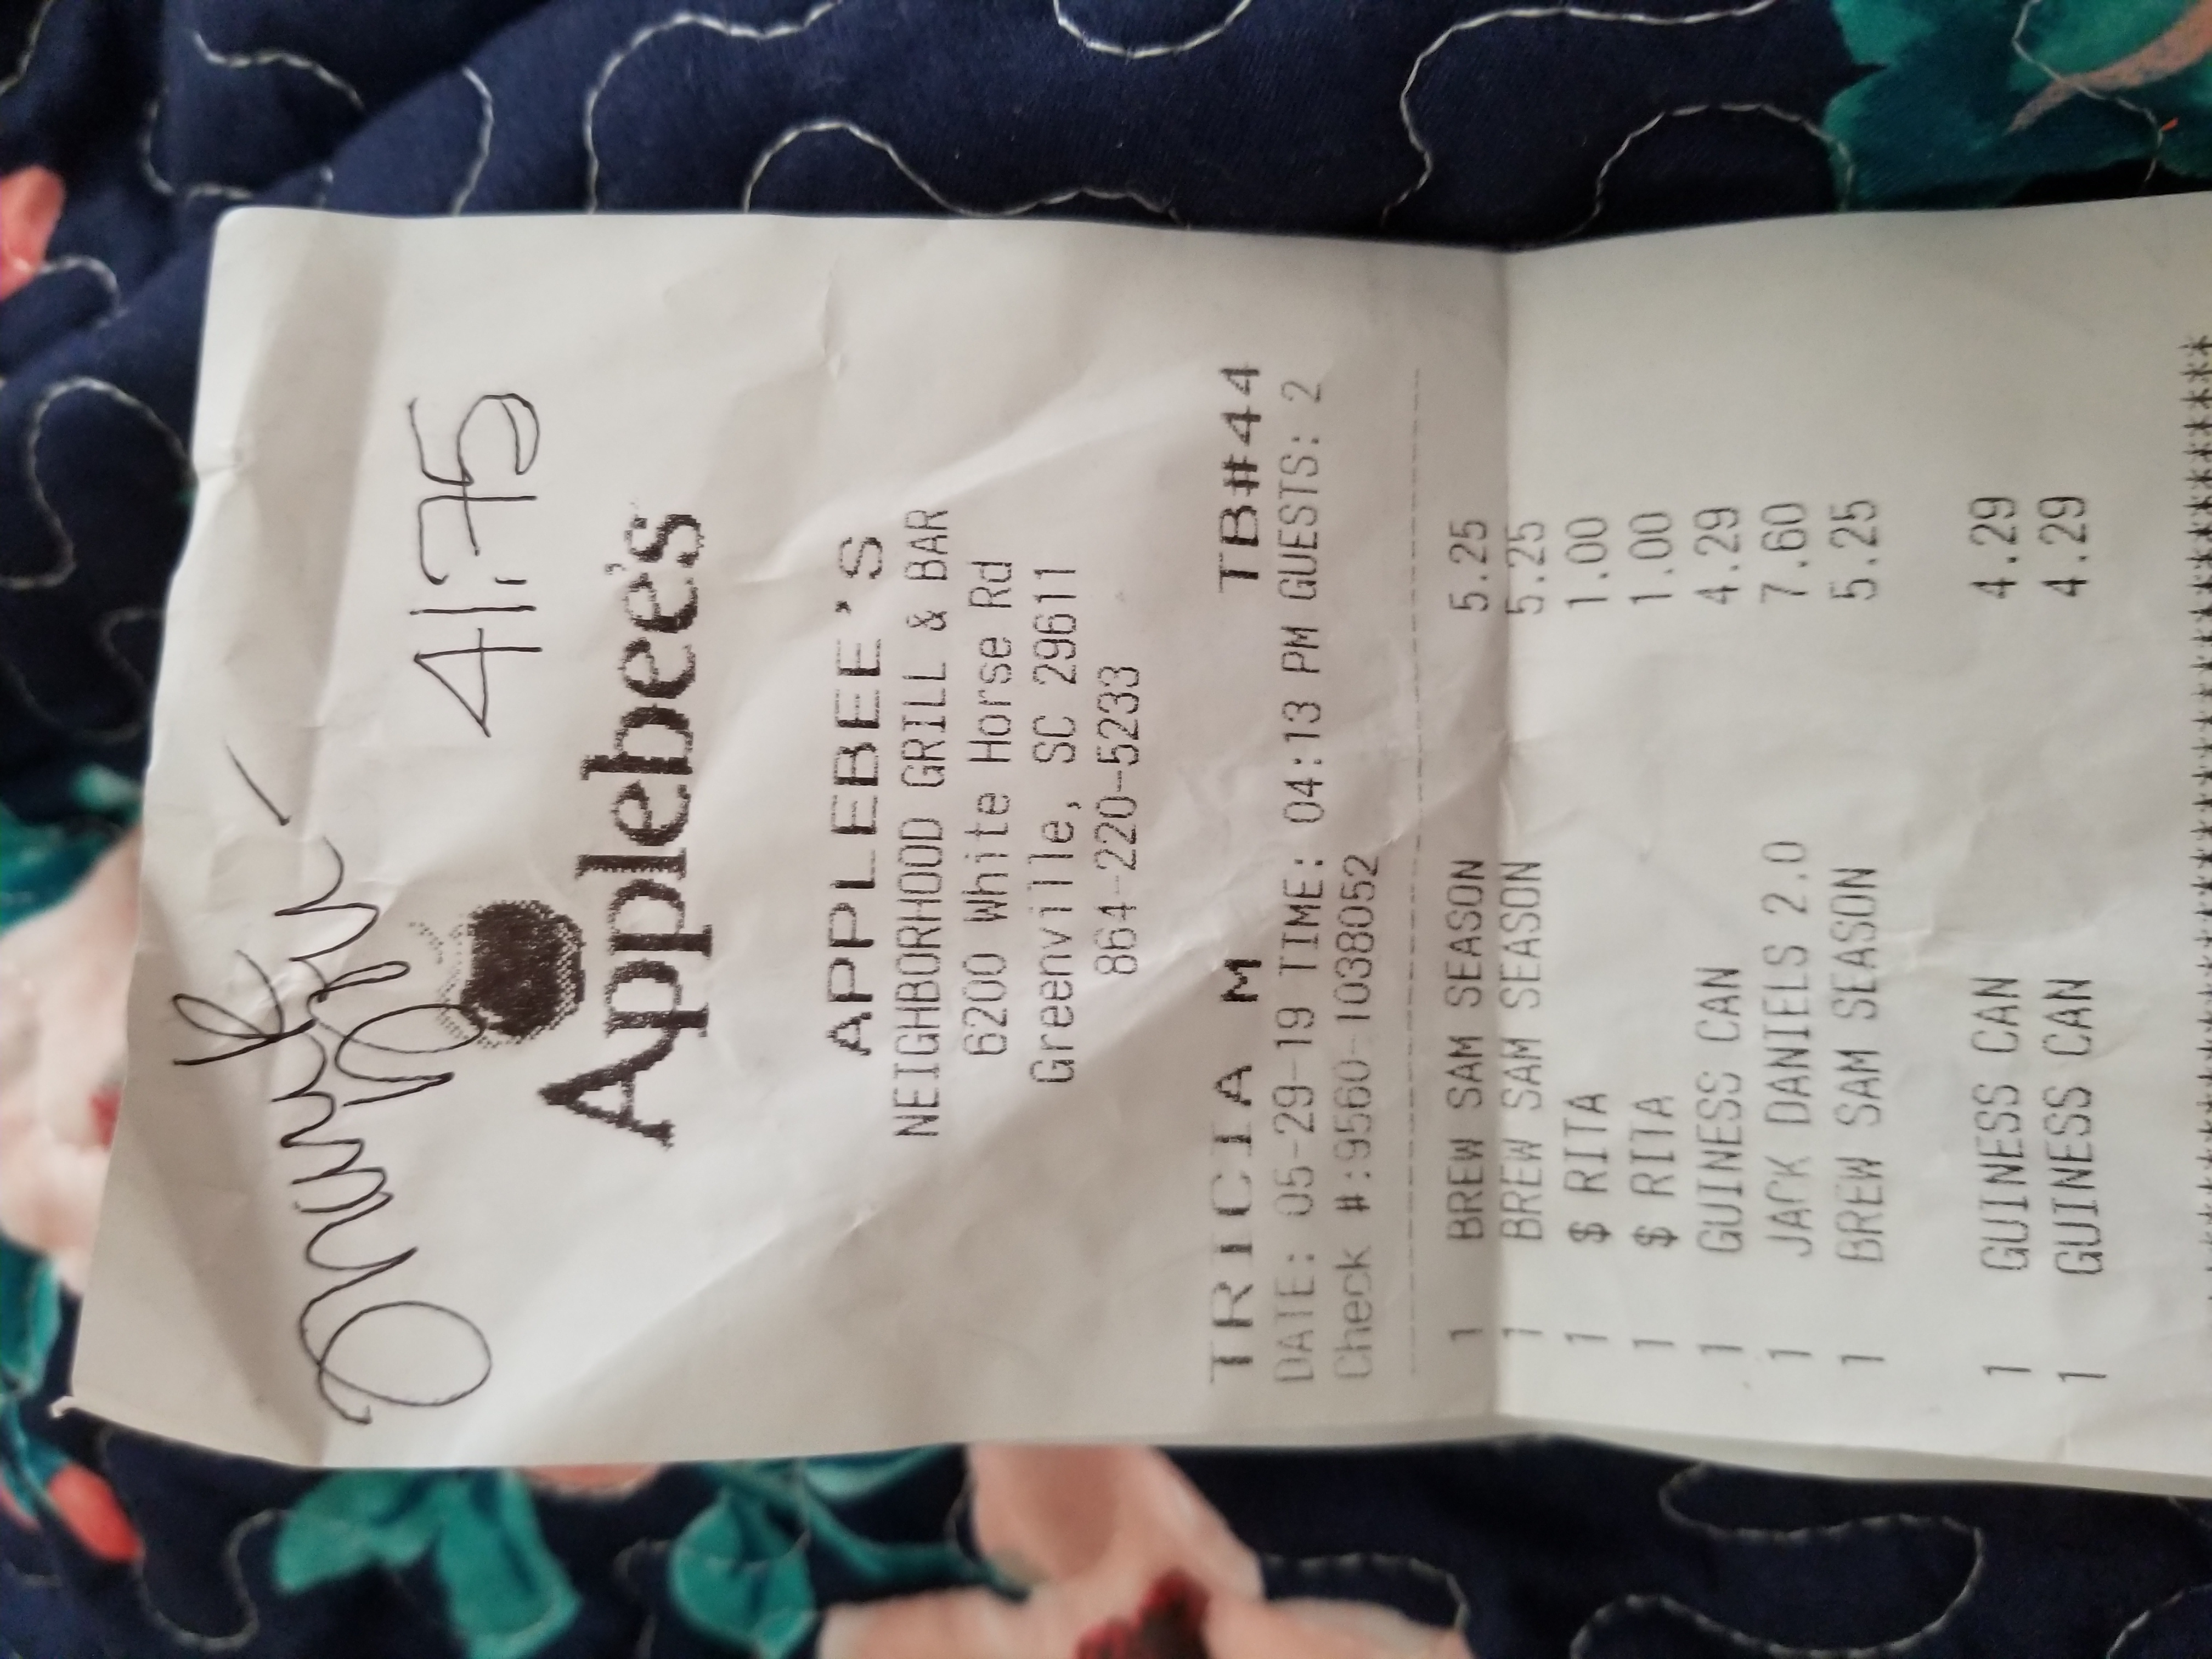 41.75
Applebee's
APPLEBEE'S
NEIGHBORHOOD GRILL & BAR
6200 White Horse Rd
Greenville, SC 29611
864-220-5233
TRICIA M TB#44
DATE: 05-29-19 TIME: 04:13 PM GUESTS: 2
Check #:9560-1038052
1 BREW SAM SEASON 5.25
1 BREW SAM SEASON 5.25
1 $ RITA 1.00
1 $ RITA 1.00
1 GUINESS CAN 4.29
1 JACK DANIELS 2.0 7.60
1 BREW SAM SEASON 5.25
1 GUINESS CAN 4.29
1 GUINESS CAN 4.29